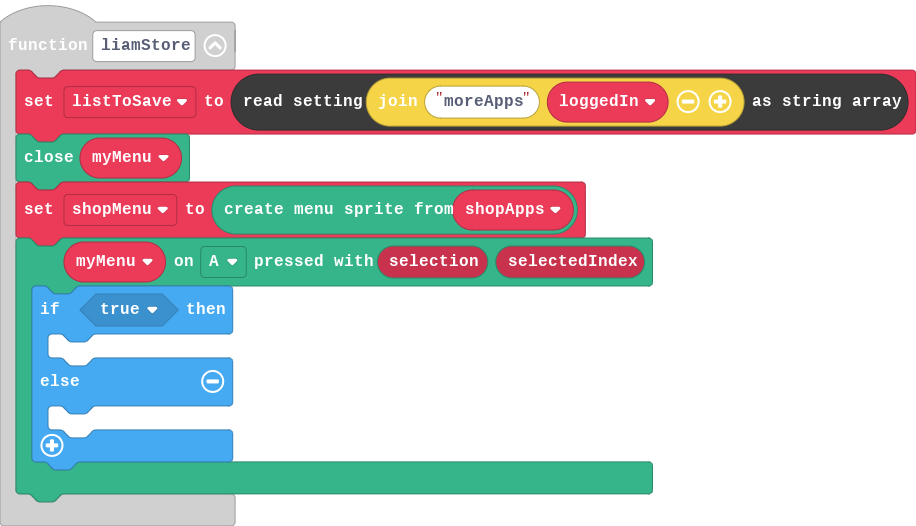 function liamStore
set listToSave to read setting join "moreApps" loggedIn as string array
close myMenu
set shopMenu to create menu sprite from shopApps
myMenu on A pressed with selection selectedIndex
if true then
else